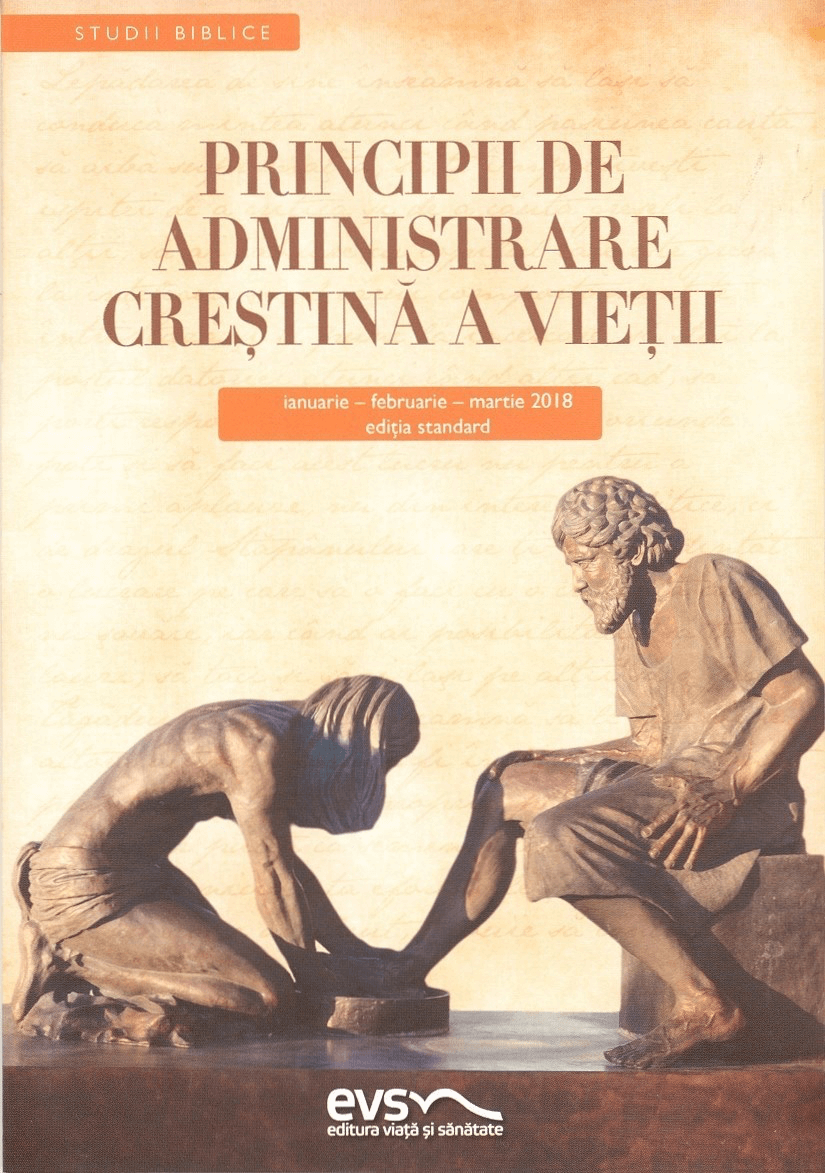 STUDII BIBLICE
PRINCIPII DE
ADMINISTRARE
CREȘTINĂ A VIEȚII
ianuarie – februarie – martie 2018
ediția standard
evs
editura viață și sănătate